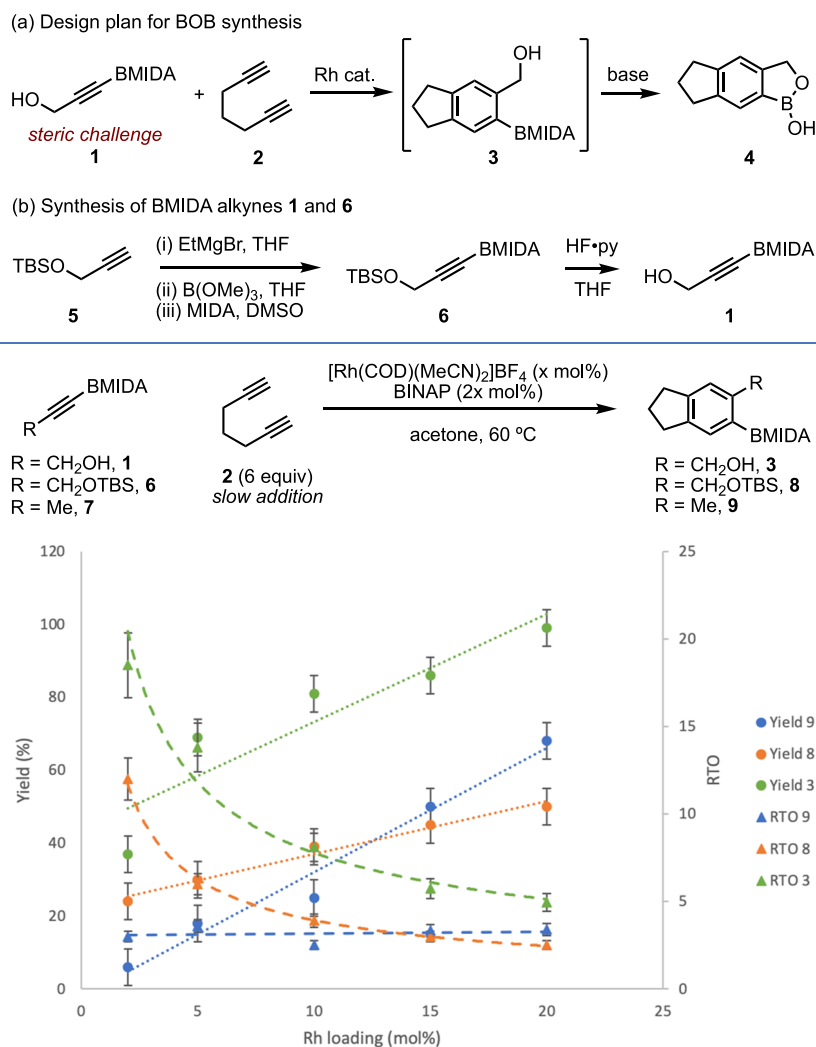 (a) Design plan for BOB synthesis
HO
BMIDA
steric challenge
1
+
2
Rh cat.
OH
BMIDA
3
base
O
B
OH
4
(b) Synthesis of BMIDA alkynes 1 and 6
TBSO
5
(i) EtMgBr, THF
(ii) B(OMe)₃, THF
(iii) MIDA, DMSO
BMIDA
TBSO
6
HF•py
THF
BMIDA
HO
1
BMIDA
R
R = CH₂OH, 1
R = CH₂OTBS, 6
R = Me, 7
2 (6 equiv)
slow addition
[Rh(COD)(MeCN)₂]BF₄ (x mol%)
BINAP (2x mol%)
acetone, 60 ºC
R
BMIDA
R = CH₂OH, 3
R = CH₂OTBS, 8
R = Me, 9
120
100
80
60
40
20
0
Yield (%)
0
5
10
15
20
25
Rh loading (mol%)
25
20
15
10
5
0
RTO
Yield 9
Yield 8
Yield 3
RTO 9
RTO 8
RTO 3